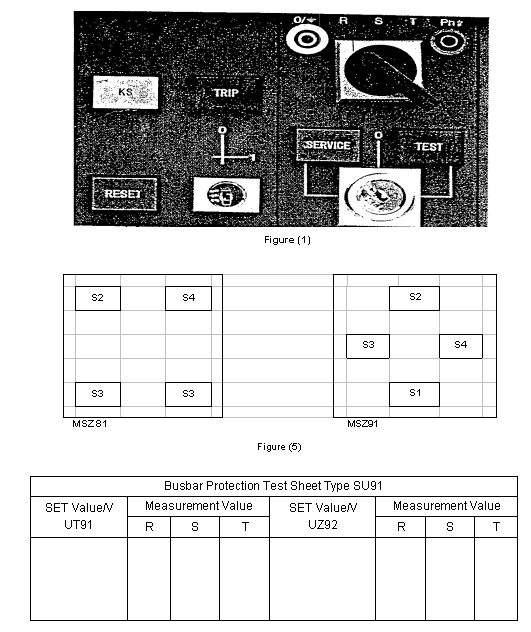 O/⏚ R S T Pn
KS TRIP
O
1
SERVICE O TEST
RESET
Figure (1)
S2 S4 S2
S3 S4
S3 S3 S1
MSZ81 MSZ91
Figure (5)
Busbar Protection Test Sheet Type SU91
SET Value/V Measurement Value SET Value/V Measurement Value
UT91 R S T UZ92 R S T